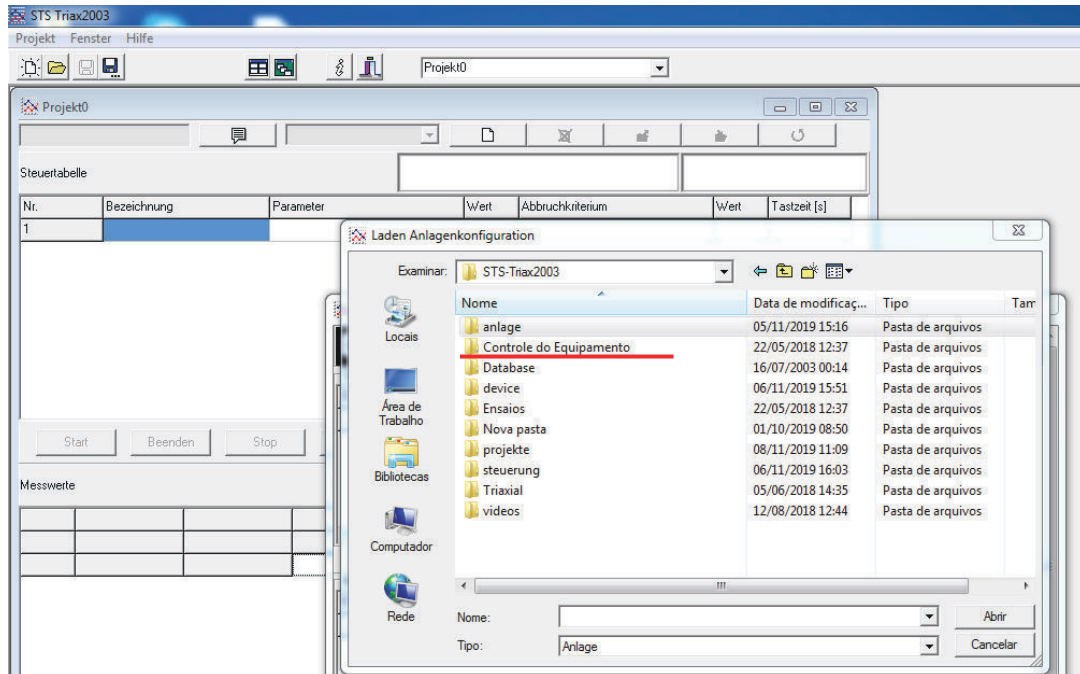 STS Triax2003
Projekt Fenster Hilfe
Projekt0
Projekt0
Steuertabelle
Nr. Bezeichnung Parameter Wert Abbruchkriterium Wert Tastzeit [s]
1
Laden Anlagenkonfiguration
Examinar: STS-Triax2003
Nome Data de modificaç... Tipo Tam
anlage 05/11/2019 15:16 Pasta de arquivos
Controle do Equipamento 22/05/2018 12:37 Pasta de arquivos
Database 16/07/2003 00:14 Pasta de arquivos
device 06/11/2019 15:51 Pasta de arquivos
Ensaios 22/05/2018 12:37 Pasta de arquivos
Nova pasta 01/10/2019 08:50 Pasta de arquivos
projekte 08/11/2019 11:09 Pasta de arquivos
steuerung 06/11/2019 16:03 Pasta de arquivos
Triaxial 05/06/2018 14:35 Pasta de arquivos
videos 12/08/2018 12:44 Pasta de arquivos
Locais
Área de
Trabalho
Bibliotecas
Computador
Rede
Nome: Abrir
Tipo: Anlage Cancelar
Start Beenden Stop
Messwerte